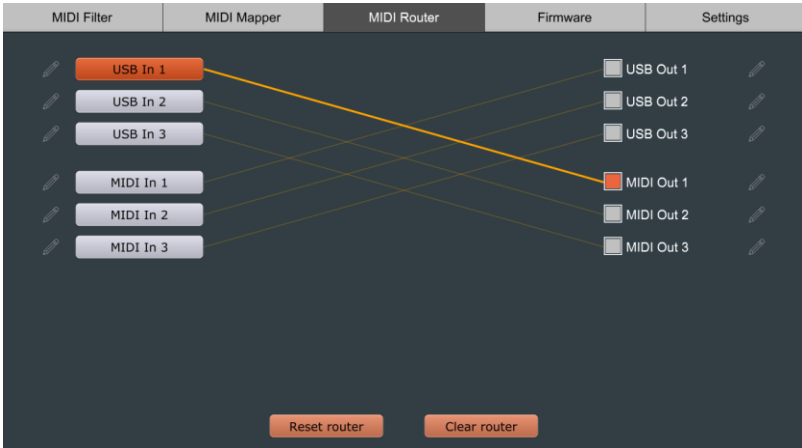 MIDI Filter MIDI Mapper MIDI Router Firmware Settings
USB In 1 USB Out 1
USB In 2 USB Out 2
USB In 3 USB Out 3
MIDI In 1 MIDI Out 1
MIDI In 2 MIDI Out 2
MIDI In 3 MIDI Out 3
Reset router Clear router